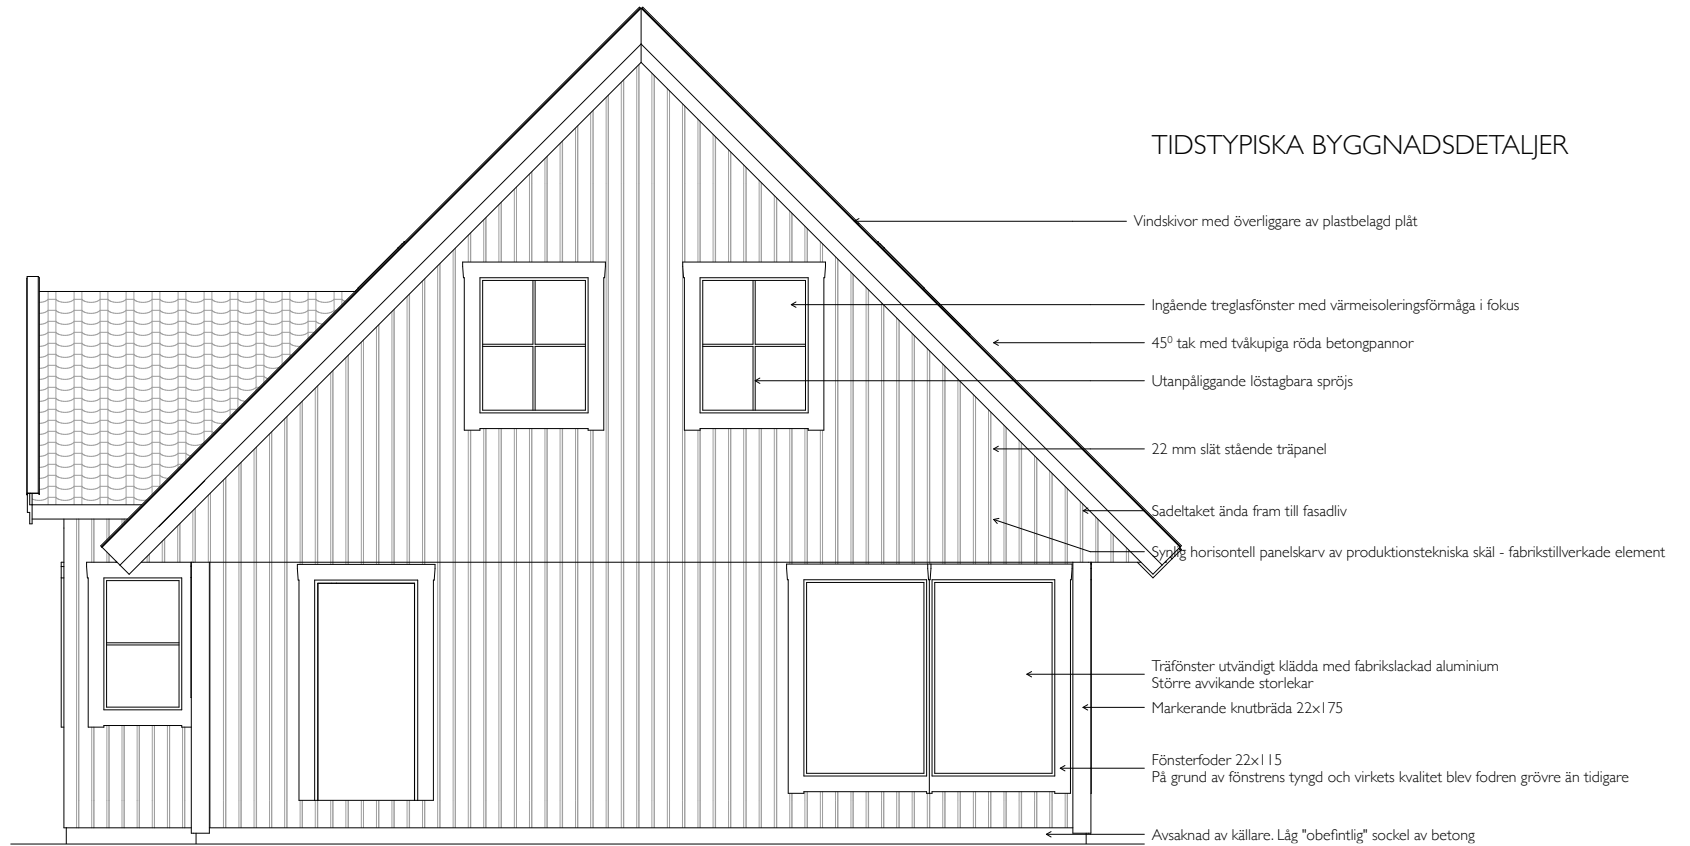 TIDSTYPISKA BYGGNADSDETALJER
Vindskivor med överliggare av plastbelagd plåt
Ingående treglasfönster med värmeisoleringsförmåga i fokus
45⁰ tak med tvåkupiga röda betongpannor
Utanpåliggande löstagbara spröjs
22 mm slät stående träpanel
Sadeltaket ända fram till fasadliv
Synlig horisontell panelskarv av produktionstekniska skäl - fabrikstillverkade element
Träfönster utvändigt klädda med fabrikslackad aluminium
Större avvikande storlekar
Markerande knutbräda 22x175
Fönsterfoder 22x115
På grund av fönstrens tyngd och virkets kvalitet blev fodren grövre än tidigare
Avsaknad av källare. Låg "obefintlig" sockel av betong